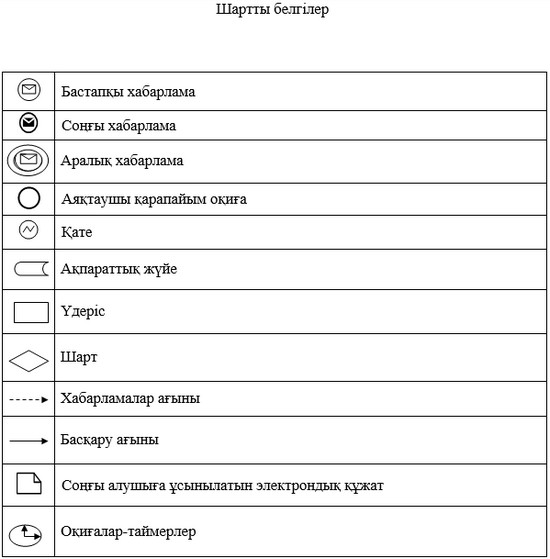 Шартты белгілер
Бастапқы хабарлама
Соңғы хабарлама
Аралық хабарлама
Аяқтаушы қарапайым оқиға
Қате
Ақпараттық жүйе
Үдеріс
Шарт
Хабарламалар ағыны
Басқару ағыны
Соңғы алушыға ұсынылатын электрондық құжат
Оқиғалар-таймерлер